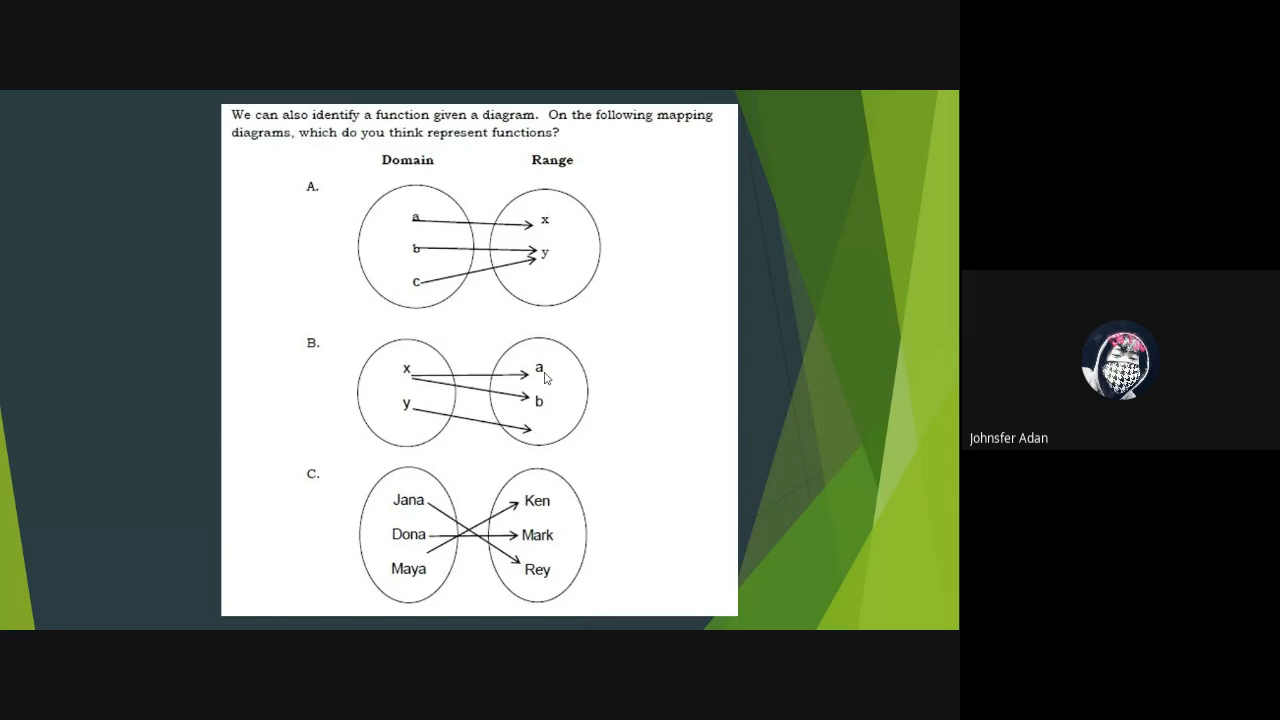 We can also identify a function given a diagram. On the following mapping
diagrams, which do you think represent functions?
Domain Range
A.
a x
b y
c
B.
x a
y b
C.
Jana Ken
Dona Mark
Maya Rey
Johnsfer Adan